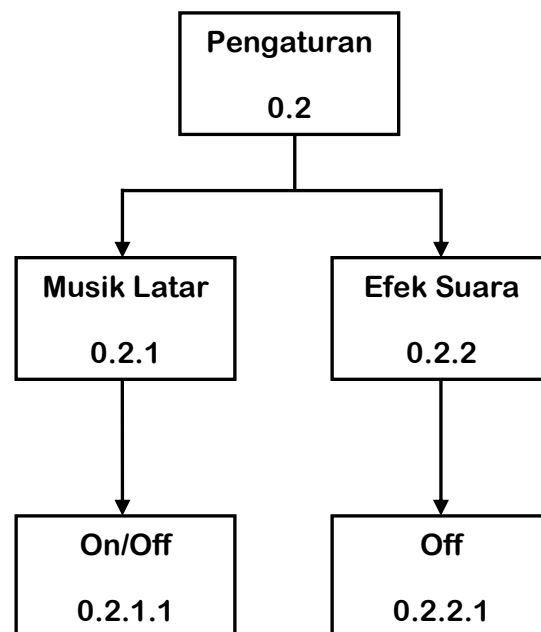 Pengaturan
0.2
Musik Latar
0.2.1
Efek Suara
0.2.2
On/Off
0.2.1.1
Off
0.2.2.1